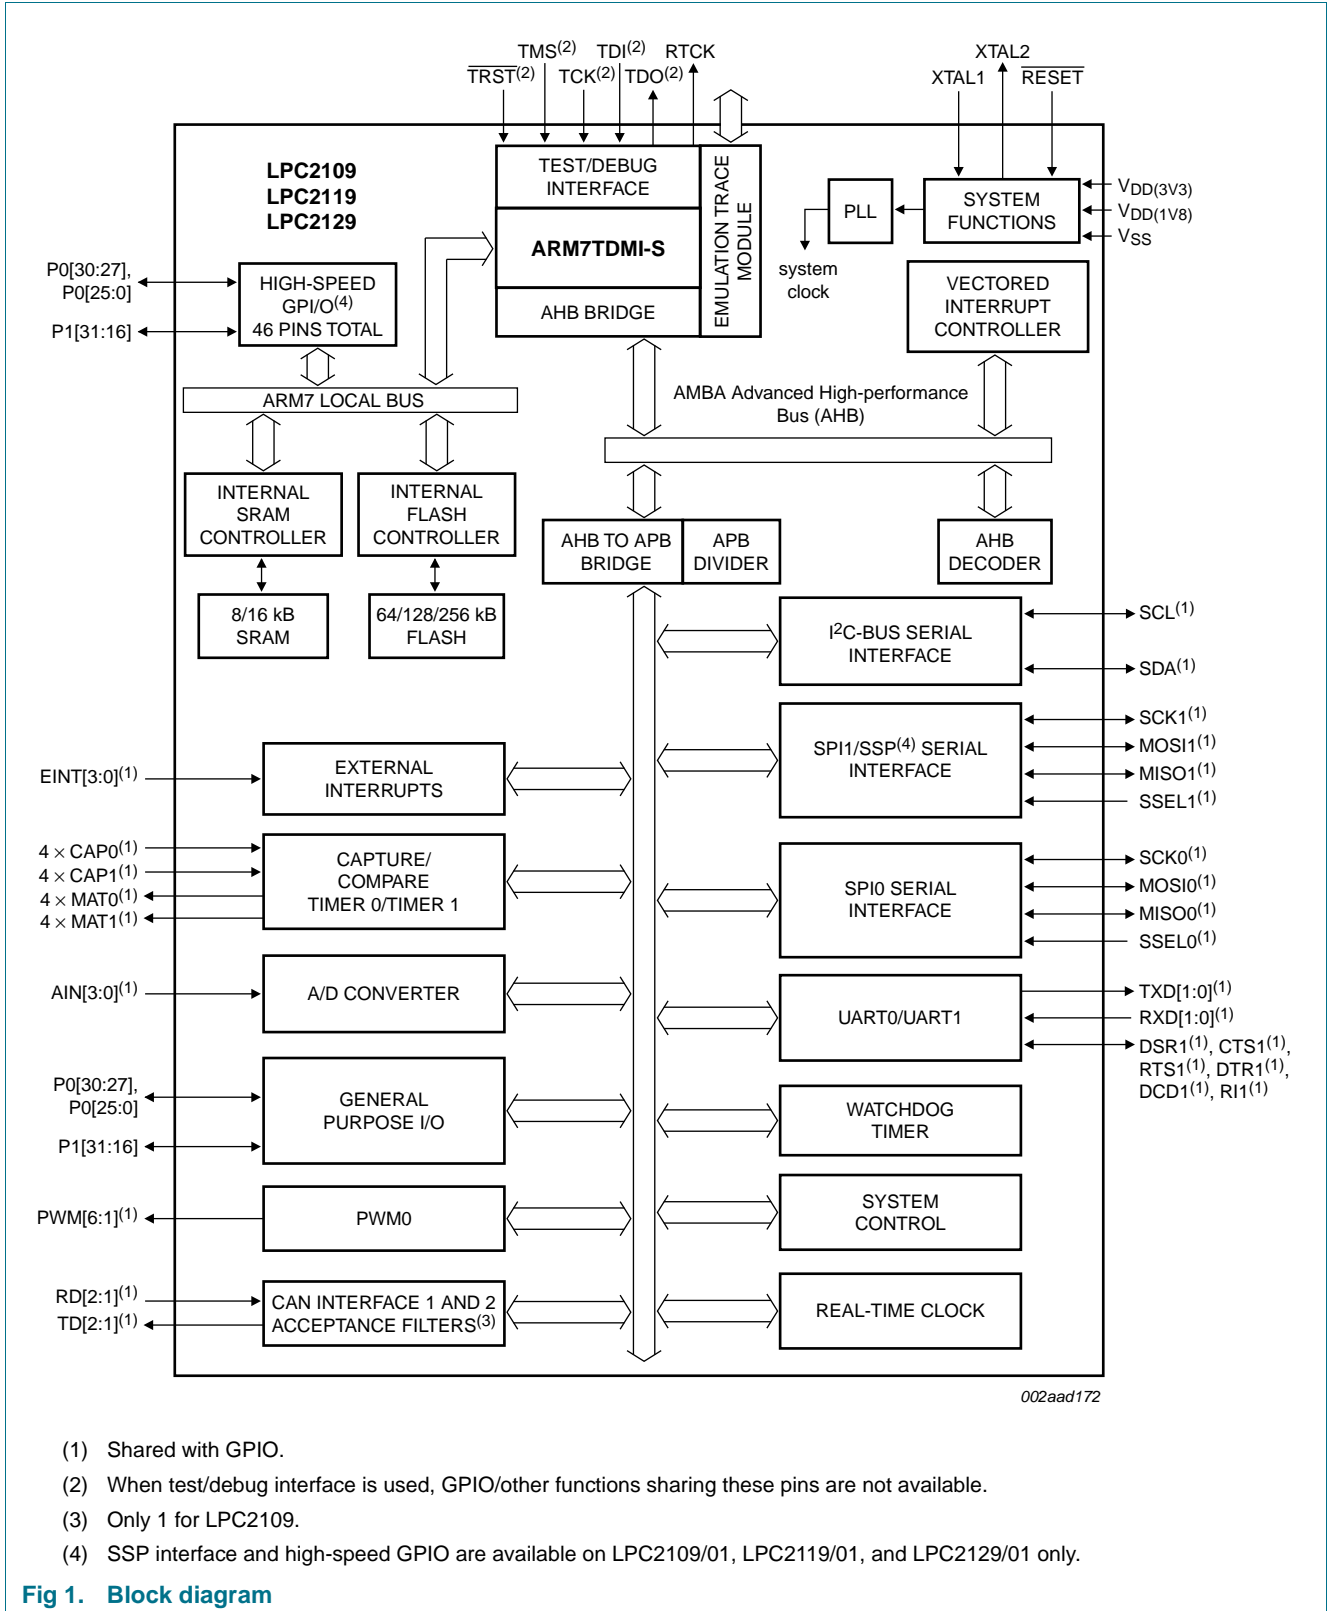 TMS(2) TDI(2) RTCK
TRST(2) TCK(2) TDO(2)
XTAL2
XTAL1 RESET
LPC2109
LPC2119
LPC2129
TEST/DEBUG
INTERFACE
ARM7TDMI-S
AHB BRIDGE
EMULATION TRACE
MODULE
PLL
SYSTEM
FUNCTIONS
VDD(3V3)
VDD(1V8)
VSS
system
clock
P0[30:27],
P0[25:0]
P1[31:16]
HIGH-SPEED
GPI/O(4)
46 PINS TOTAL
VECTORED
INTERRUPT
CONTROLLER
ARM7 LOCAL BUS
AMBA Advanced High-performance
Bus (AHB)
INTERNAL
SRAM
CONTROLLER
INTERNAL
FLASH
CONTROLLER
AHB TO APB
BRIDGE
APB
DIVIDER
AHB
DECODER
8/16 kB
SRAM
64/128/256 kB
FLASH
I2C-BUS SERIAL
INTERFACE
SCL(1)
SDA(1)
SPI1/SSP(4) SERIAL
INTERFACE
SCK1(1)
MOSI1(1)
MISO1(1)
SSEL1(1)
EINT[3:0](1)
EXTERNAL
INTERRUPTS
4 × CAP0(1)
4 × CAP1(1)
4 × MAT0(1)
4 × MAT1(1)
CAPTURE/
COMPARE
TIMER 0/TIMER 1
SPI0 SERIAL
INTERFACE
SCK0(1)
MOSI0(1)
MISO0(1)
SSEL0(1)
AIN[3:0](1)
A/D CONVERTER
UART0/UART1
TXD[1:0](1)
RXD[1:0](1)
DSR1(1), CTS1(1),
RTS1(1), DTR1(1),
DCD1(1), RI1(1)
P0[30:27],
P0[25:0]
P1[31:16]
GENERAL
PURPOSE I/O
WATCHDOG
TIMER
PWM[6:1](1)
PWM0
SYSTEM
CONTROL
RD[2:1](1)
TD[2:1](1)
CAN INTERFACE 1 AND 2
ACCEPTANCE FILTERS(3)
REAL-TIME CLOCK
002aad172
(1) Shared with GPIO.
(2) When test/debug interface is used, GPIO/other functions sharing these pins are not available.
(3) Only 1 for LPC2109.
(4) SSP interface and high-speed GPIO are available on LPC2109/01, LPC2119/01, and LPC2129/01 only.
Fig 1. Block diagram